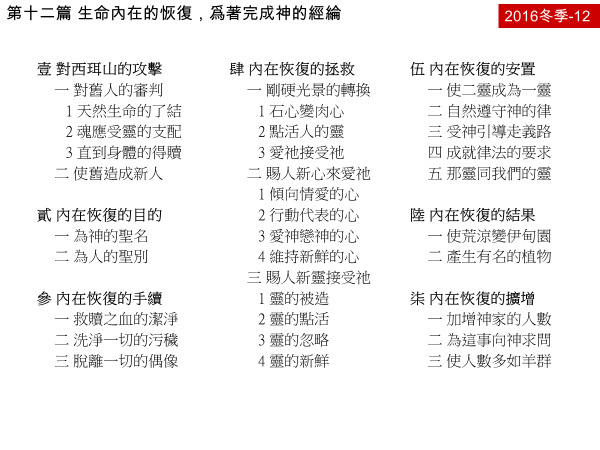 第十二篇 生命內在的恢復，爲著完成神的經綸
2016冬季-12
壹 對西珥山的攻擊
一 對舊人的審判
1 天然生命的了結
2 魂應受靈的支配
3 直到身體的得贖
二 使舊造成新人
貳 內在恢復的目的
一 為神的聖名
二 為人的聖別
參 內在恢復的手續
一 救贖之血的潔淨
二 洗淨一切的污穢
三 脫離一切的偶像
肆 內在恢復的拯救
一 剛硬光景的轉換
1 石心變肉心
2 點活人的靈
3 愛祂接受祂
二 賜人新心來愛祂
1 傾向情愛的心
2 行動代表的心
3 愛神戀神的心
4 維持新鮮的心
三 賜人新靈接受祂
1 靈的被造
2 靈的點活
3 靈的忽略
4 靈的新鮮
伍 內在恢復的安置
一 使二靈成為一靈
二 自然遵守神的律
三 受神引導走義路
四 成就律法的要求
五 那靈同我們的靈
陸 內在恢復的結果
一 使荒涼變伊甸園
二 產生有名的植物
柒 內在恢復的擴增
一 加增神家的人數
二 為這事向神求問
三 使人數多如羊群